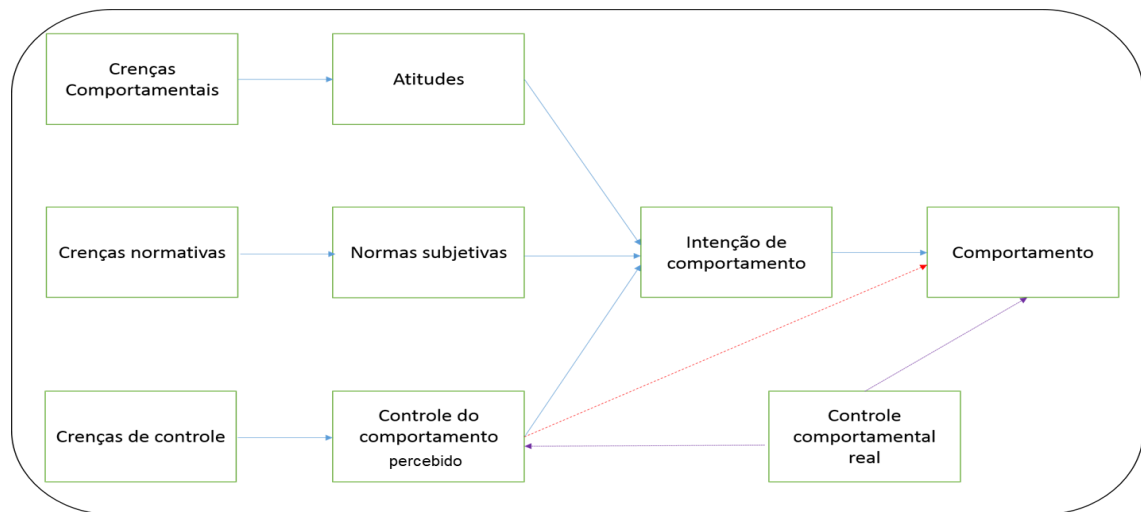 Crenças
Comportamentais
Atitudes
Crenças normativas
Normas subjetivas
Intenção de
comportamento
Comportamento
Crenças de controle
Controle do
comportamento
percebido
Controle
comportamental
real